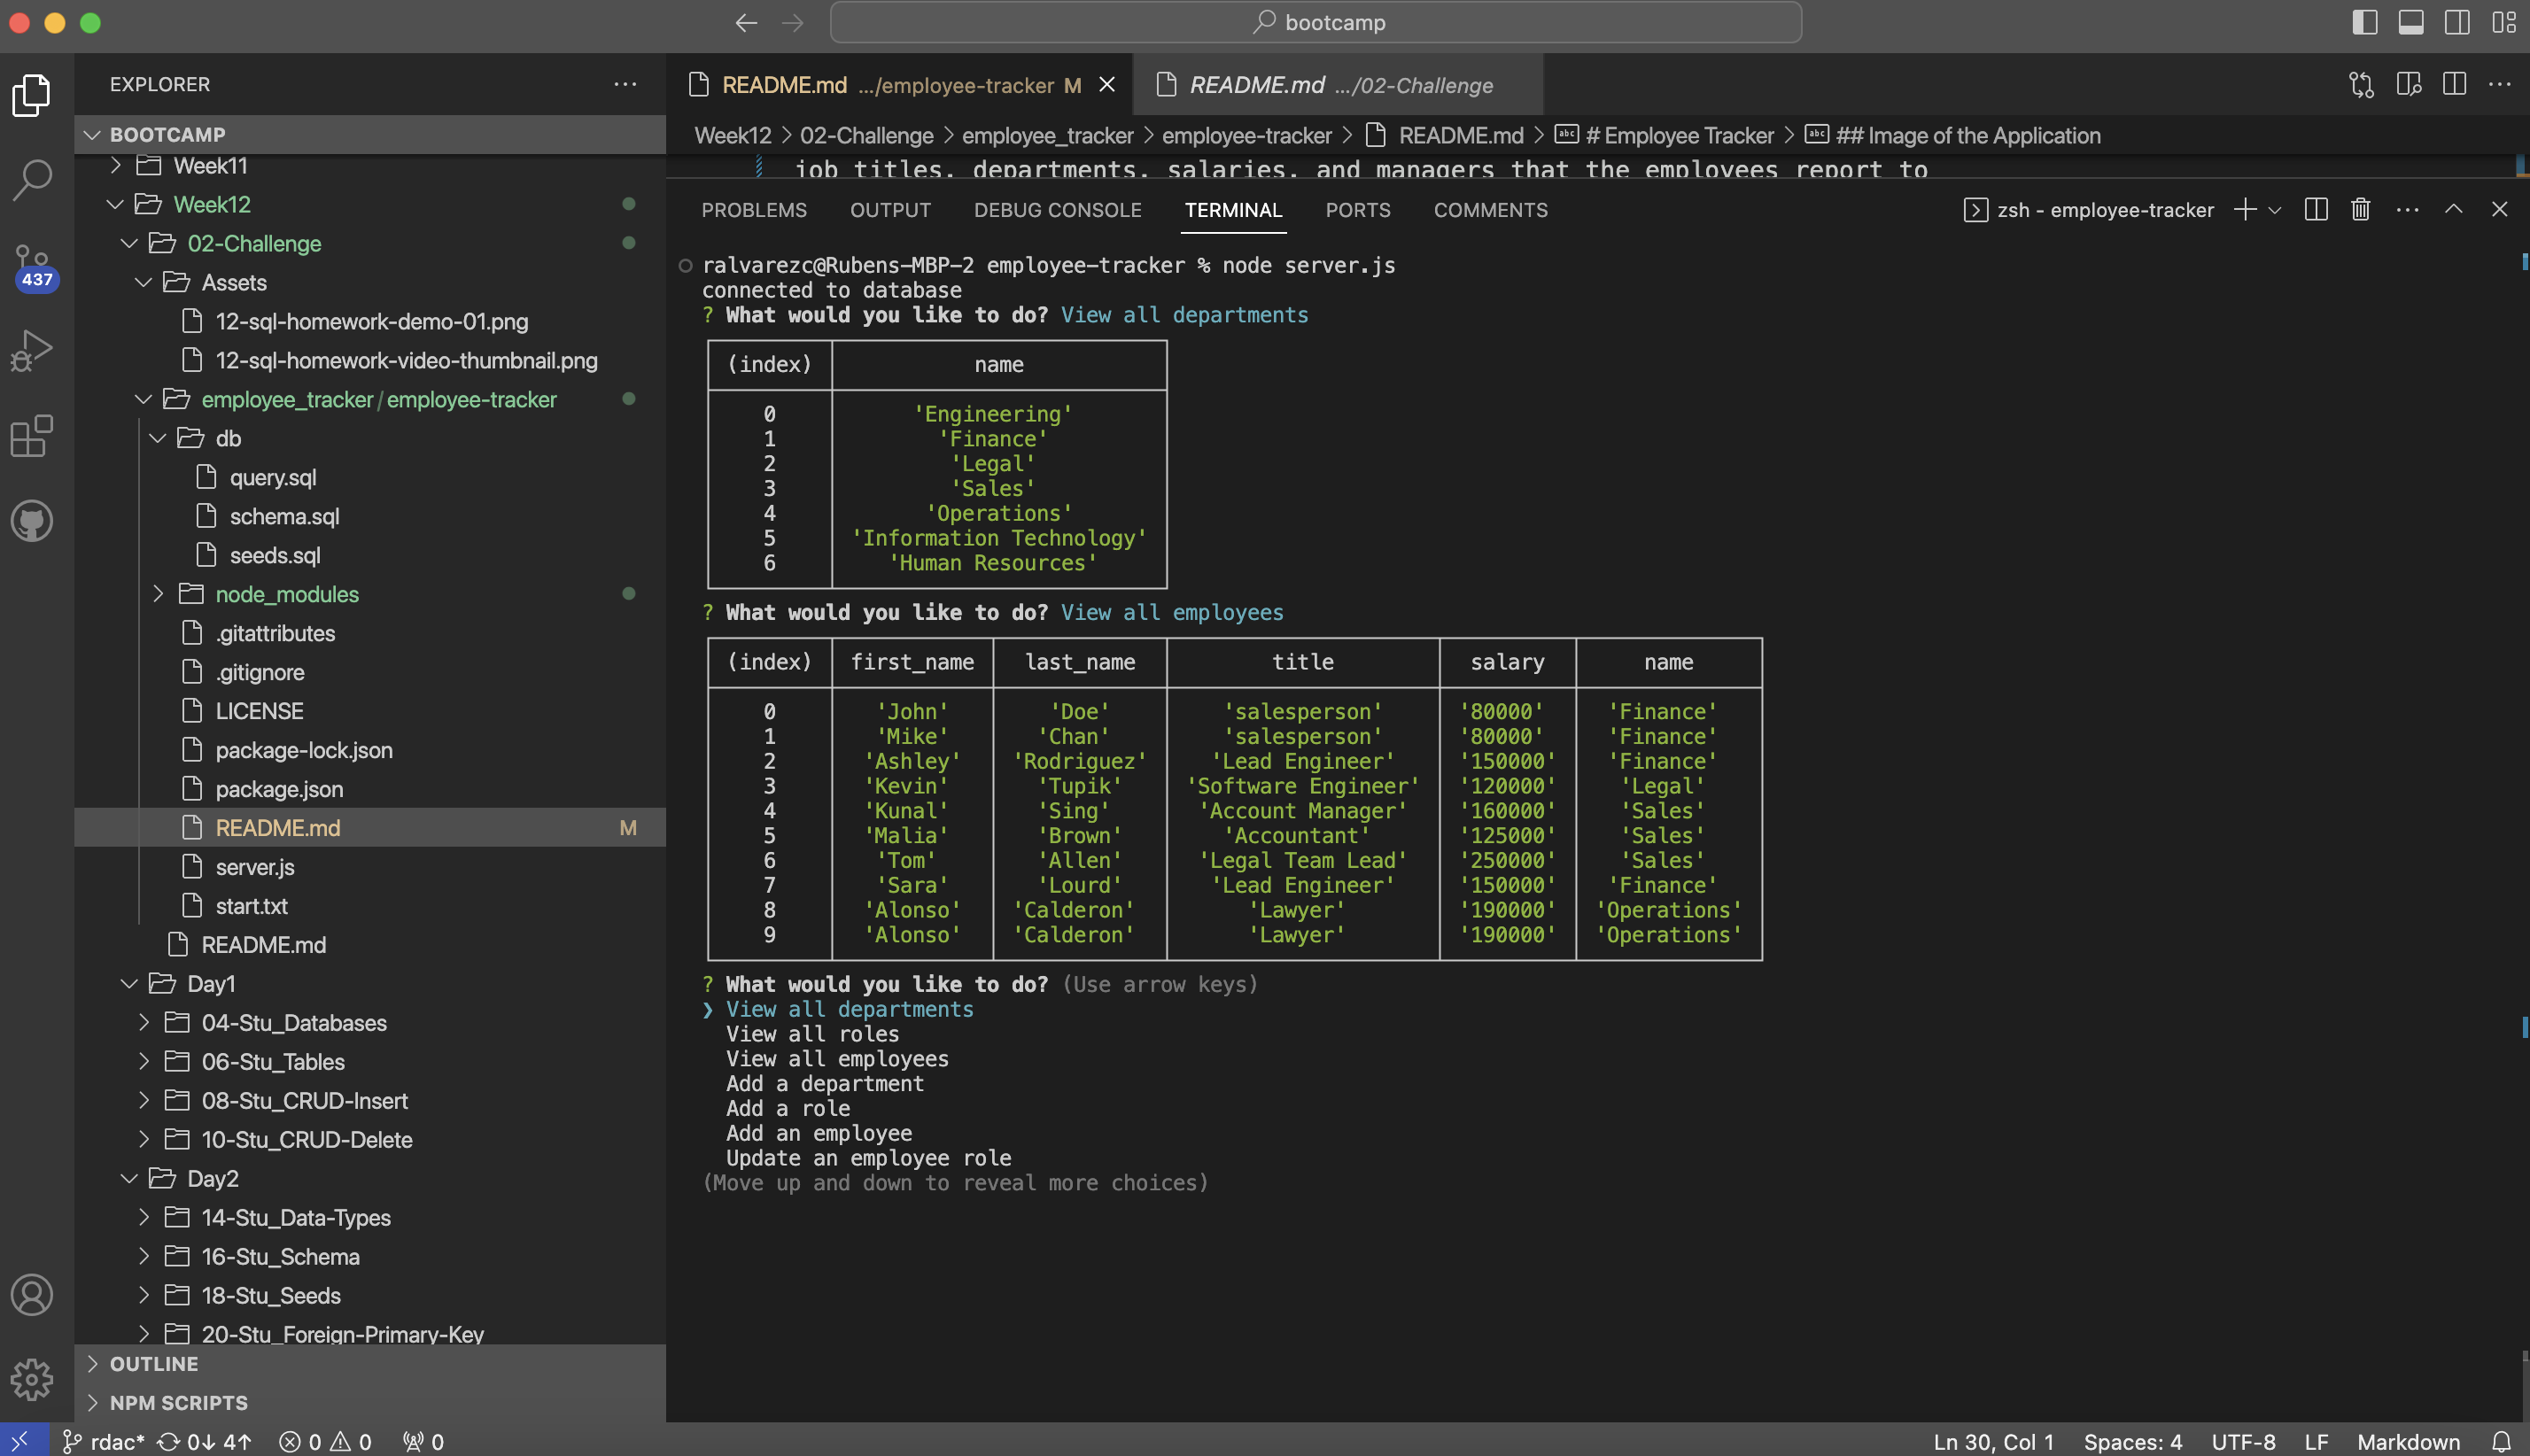 bootcamp
EXPLORER
README.md .../employee-tracker M
README.md .../02-Challenge
BOOTCAMP
Week11
Week12
02-Challenge
Assets
12-sql-homework-demo-01.png
12-sql-homework-video-thumbnail.png
employee_tracker / employee-tracker
db
query.sql
schema.sql
seeds.sql
node_modules
.gitattributes
.gitignore
LICENSE
package-lock.json
package.json
README.md M
server.js
start.txt
README.md
Day1
04-Stu_Databases
06-Stu_Tables
08-Stu_CRUD-Insert
10-Stu_CRUD-Delete
Day2
14-Stu_Data-Types
16-Stu_Schema
18-Stu_Seeds
20-Stu_Foreign-Primary-Key
OUTLINE
NPM SCRIPTS
437
Week12 > 02-Challenge > employee_tracker > employee-tracker > README.md > # Employee Tracker > ## Image of the Application
job titles, departments, salaries, and managers that the employees report to
PROBLEMS OUTPUT DEBUG CONSOLE TERMINAL PORTS COMMENTS
zsh - employee-tracker
ralvarezc@Rubens-MBP-2 employee-tracker % node server.js
connected to database
? What would you like to do? View all departments
(index) name
0 'Engineering'
1 'Finance'
2 'Legal'
3 'Sales'
4 'Operations'
5 'Information Technology'
6 'Human Resources'
? What would you like to do? View all employees
(index) first_name last_name title salary name
0 'John' 'Doe' 'salesperson' '80000' 'Finance'
1 'Mike' 'Chan' 'salesperson' '80000' 'Finance'
2 'Ashley' 'Rodriguez' 'Lead Engineer' '150000' 'Finance'
3 'Kevin' 'Tupik' 'Software Engineer' '120000' 'Legal'
4 'Kunal' 'Sing' 'Account Manager' '160000' 'Sales'
5 'Malia' 'Brown' 'Accountant' '125000' 'Sales'
6 'Tom' 'Allen' 'Legal Team Lead' '250000' 'Sales'
7 'Sara' 'Lourd' 'Lead Engineer' '150000' 'Finance'
8 'Alonso' 'Calderon' 'Lawyer' '190000' 'Operations'
9 'Alonso' 'Calderon' 'Lawyer' '190000' 'Operations'
? What would you like to do? (Use arrow keys)
❯ View all departments
View all roles
View all employees
Add a department
Add a role
Add an employee
Update an employee role
(Move up and down to reveal more choices)
rdac* 0↓ 4↑ 0 0 0
Ln 30, Col 1 Spaces: 4 UTF-8 LF Markdown